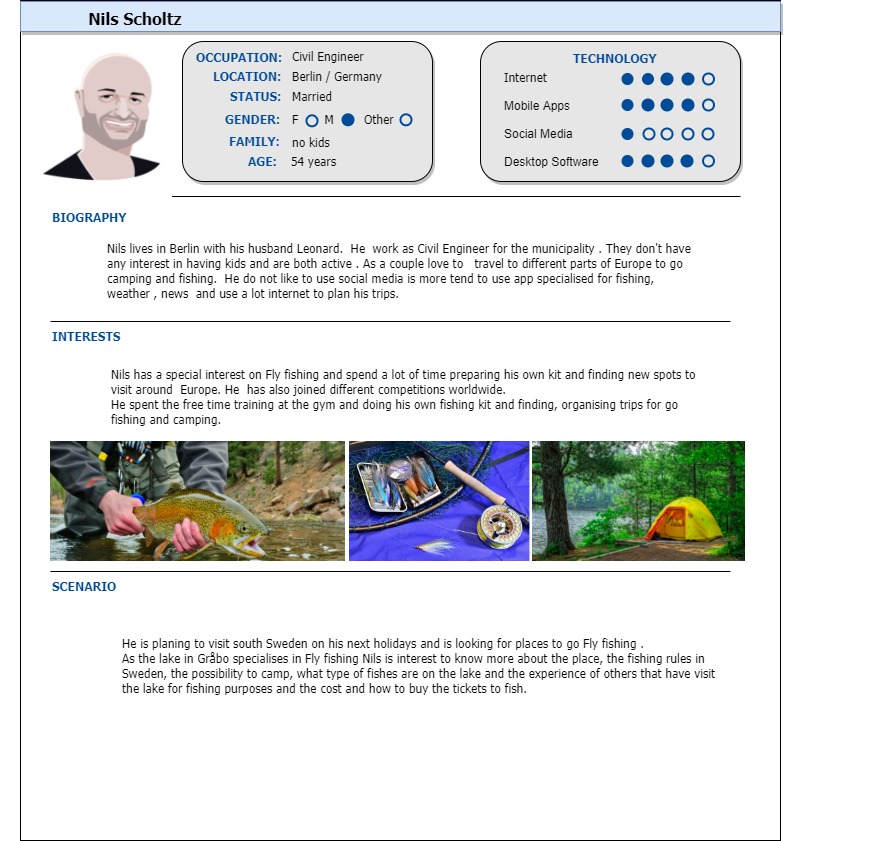 Nils Scholtz
OCCUPATION: Civil Engineer
LOCATION: Berlin / Germany
STATUS: Married
GENDER: F M Other
FAMILY: no kids
AGE: 54 years
TECHNOLOGY
Internet
Mobile Apps
Social Media
Desktop Software
BIOGRAPHY
Nils lives in Berlin with his husband Leonard. He work as Civil Engineer for the municipality . They don't have
any interest in having kids and are both active . As a couple love to travel to different parts of Europe to go
camping and fishing. He do not like to use social media is more tend to use app specialised for fishing,
weather , news and use a lot internet to plan his trips.
INTERESTS
Nils has a special interest on Fly fishing and spend a lot of time preparing his own kit and finding new spots to
visit around Europe. He has also joined different competitions worldwide.
He spent the free time training at the gym and doing his own fishing kit and finding, organising trips for go
fishing and camping.
SCENARIO
He is planing to visit south Sweden on his next holidays and is looking for places to go Fly fishing .
As the lake in Gråbo specialises in Fly fishing Nils is interest to know more about the place, the fishing rules in
Sweden, the possibility to camp, what type of fishes are on the lake and the experience of others that have visit
the lake for fishing purposes and the cost and how to buy the tickets to fish.